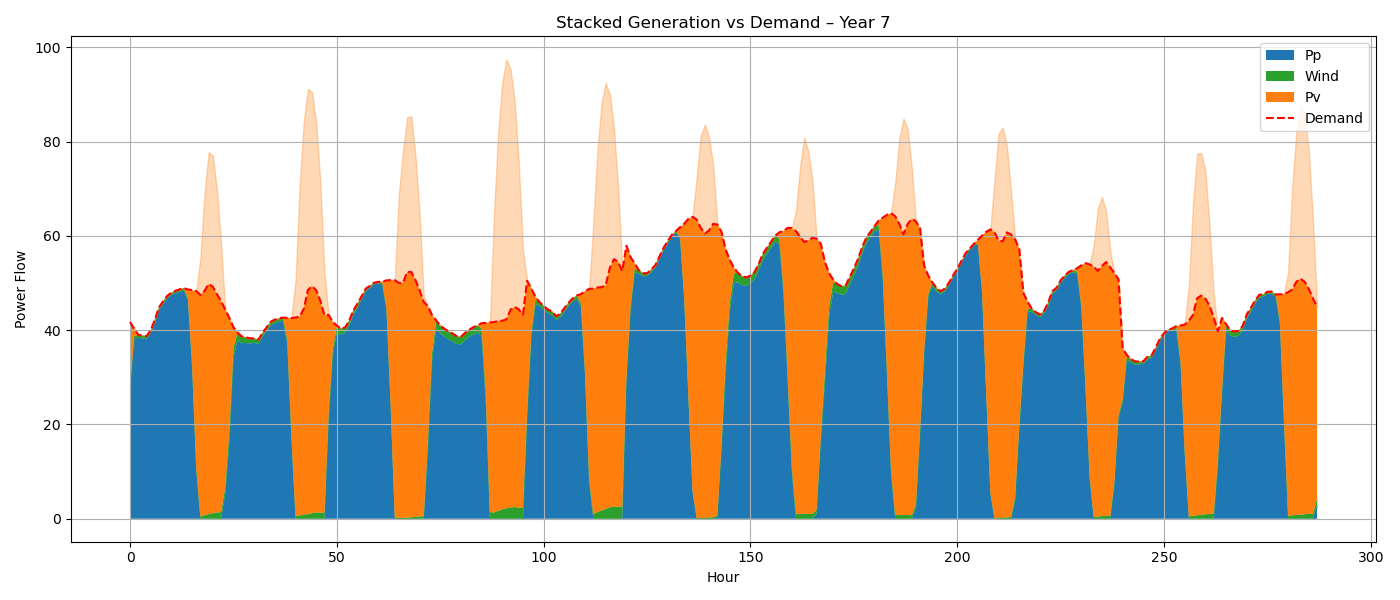 Stacked Generation vs Demand – Year 7
Power Flow
100
80
60
40
20
0
Pp
Wind
Pv
Demand
0 50 100 150 200 250 300
Hour